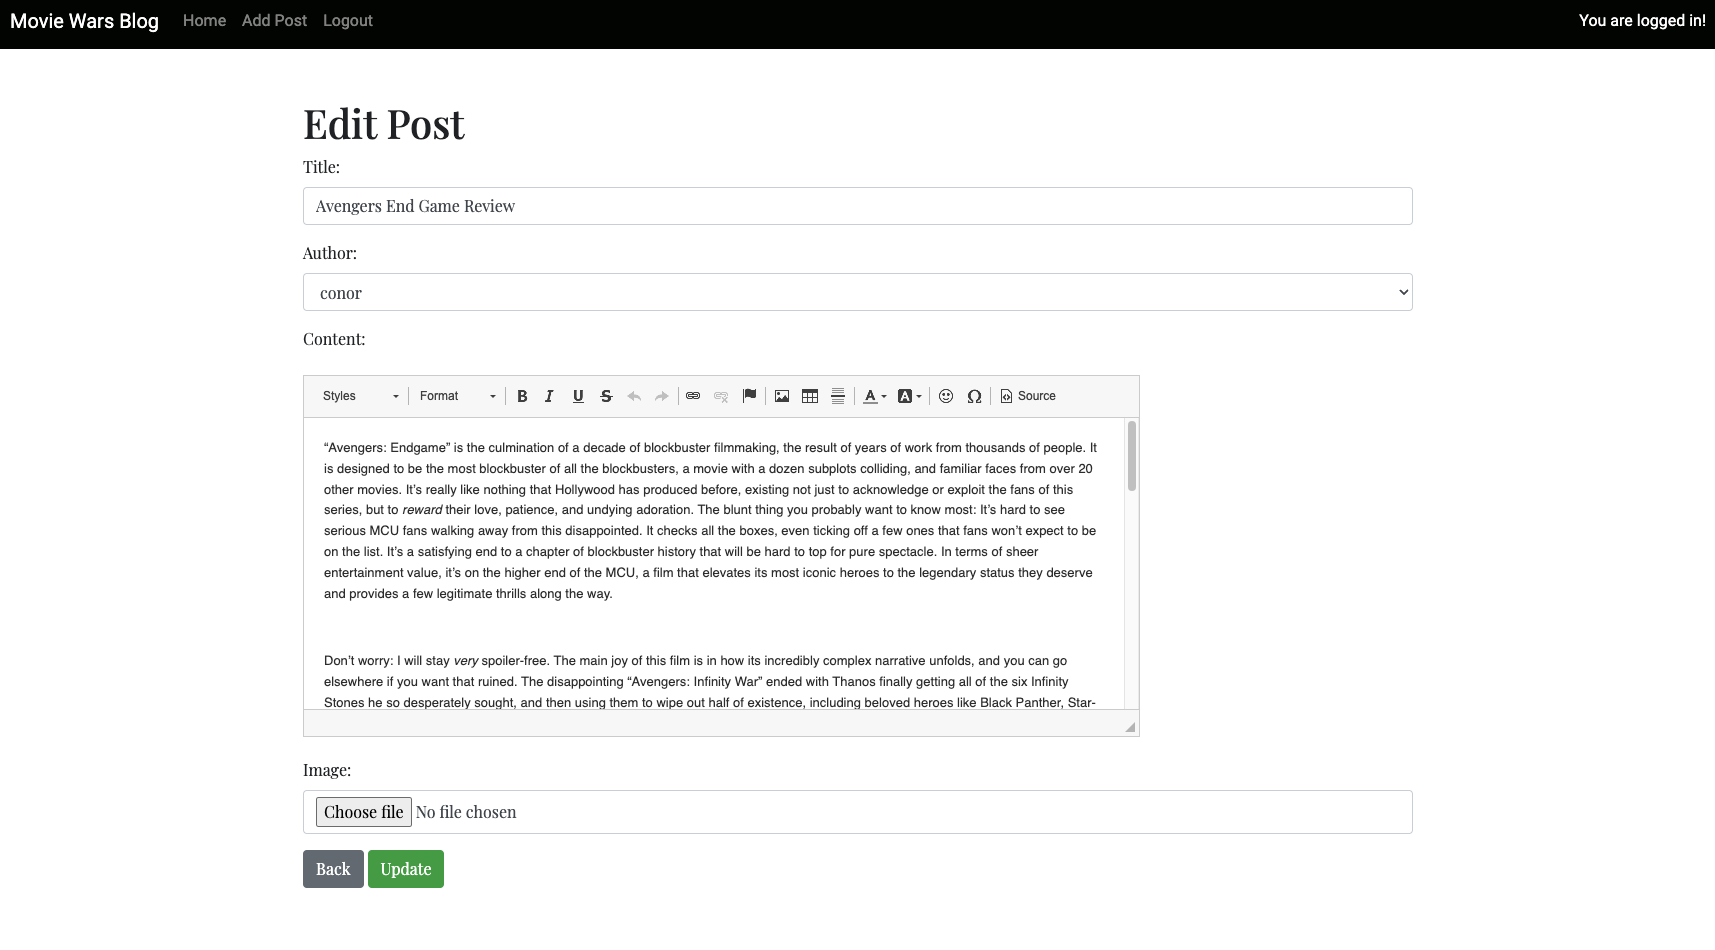 Movie Wars Blog Home Add Post Logout You are logged in!
Edit Post
Title:
Avengers End Game Review
Author:
conor
Content:
Styles Format B I U S A A Ω Source
“Avengers: Endgame” is the culmination of a decade of blockbuster filmmaking, the result of years of work from thousands of people. It
is designed to be the most blockbuster of all the blockbusters, a movie with a dozen subplots colliding, and familiar faces from over 20
other movies. It’s really like nothing that Hollywood has produced before, existing not just to acknowledge or exploit the fans of this
series, but to reward their love, patience, and undying adoration. The blunt thing you probably want to know most: It’s hard to see
serious MCU fans walking away from this disappointed. It checks all the boxes, even ticking off a few ones that fans won’t expect to be
on the list. It’s a satisfying end to a chapter of blockbuster history that will be hard to top for pure spectacle. In terms of sheer
entertainment value, it’s on the higher end of the MCU, a film that elevates its most iconic heroes to the legendary status they deserve
and provides a few legitimate thrills along the way.
Don’t worry: I will stay very spoiler-free. The main joy of this film is in how its incredibly complex narrative unfolds, and you can go
elsewhere if you want that ruined. The disappointing “Avengers: Infinity War” ended with Thanos finally getting all of the six Infinity
Stones he so desperately sought, and then using them to wipe out half of existence, including beloved heroes like Black Panther, Star-
Image:
Choose file No file chosen
Back Update